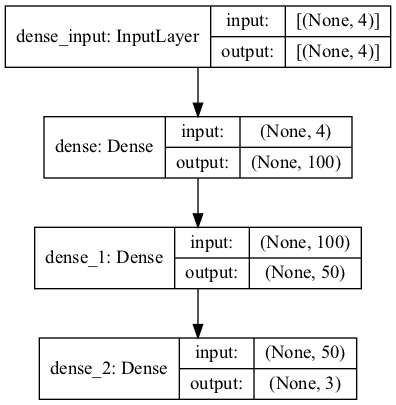 dense_input: InputLayer
input: [(None, 4)]
output: [(None, 4)]
dense: Dense
input: (None, 4)
output: (None, 100)
dense_1: Dense
input: (None, 100)
output: (None, 50)
dense_2: Dense
input: (None, 50)
output: (None, 3)